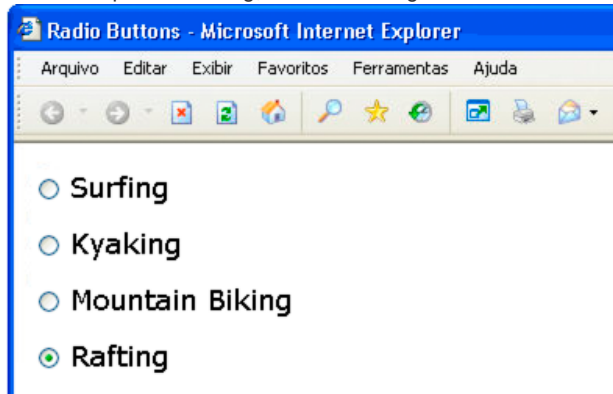 Radio Buttons - Microsoft Internet Explorer
Arquivo Editar Exibir Favoritos Ferramentas Ajuda
Surfing
Kyaking
Mountain Biking
Rafting